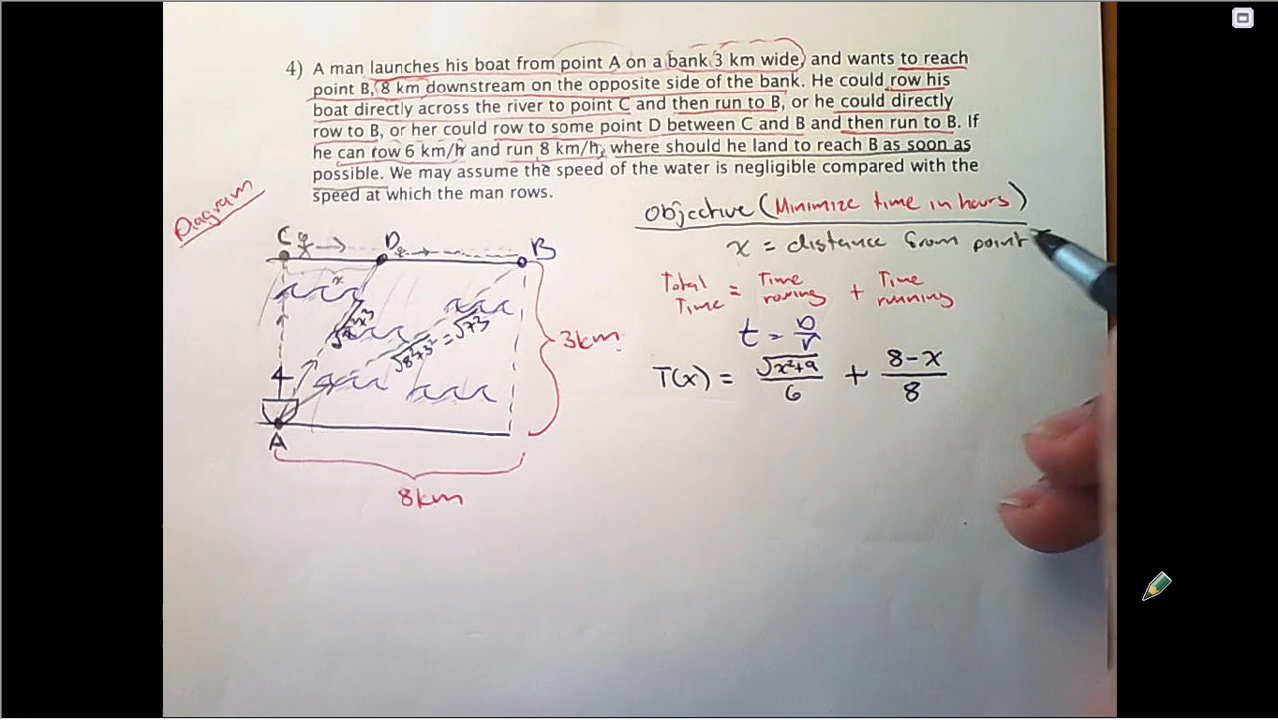 4) A man launches his boat from point A on a bank 3 km wide, and wants to reach
point B, 8 km downstream on the opposite side of the bank. He could row his
boat directly across the river to point C and then run to B, or he could directly
row to B, or her could row to some point D between C and B and then run to B. If
he can row 6 km/h and run 8 km/h, where should he land to reach B as soon as
possible. We may assume the speed of the water is negligible compared with the
speed at which the man rows.
Diagram
Objective (Minimize time in hours)
x = distance from point
Total Time = Time rowing + Time running
t = D/r
T(x) = √x²+9/6 + 8-x/8
C D B
x
√x²+3²
√8²+3² = √73
3km
A
8km